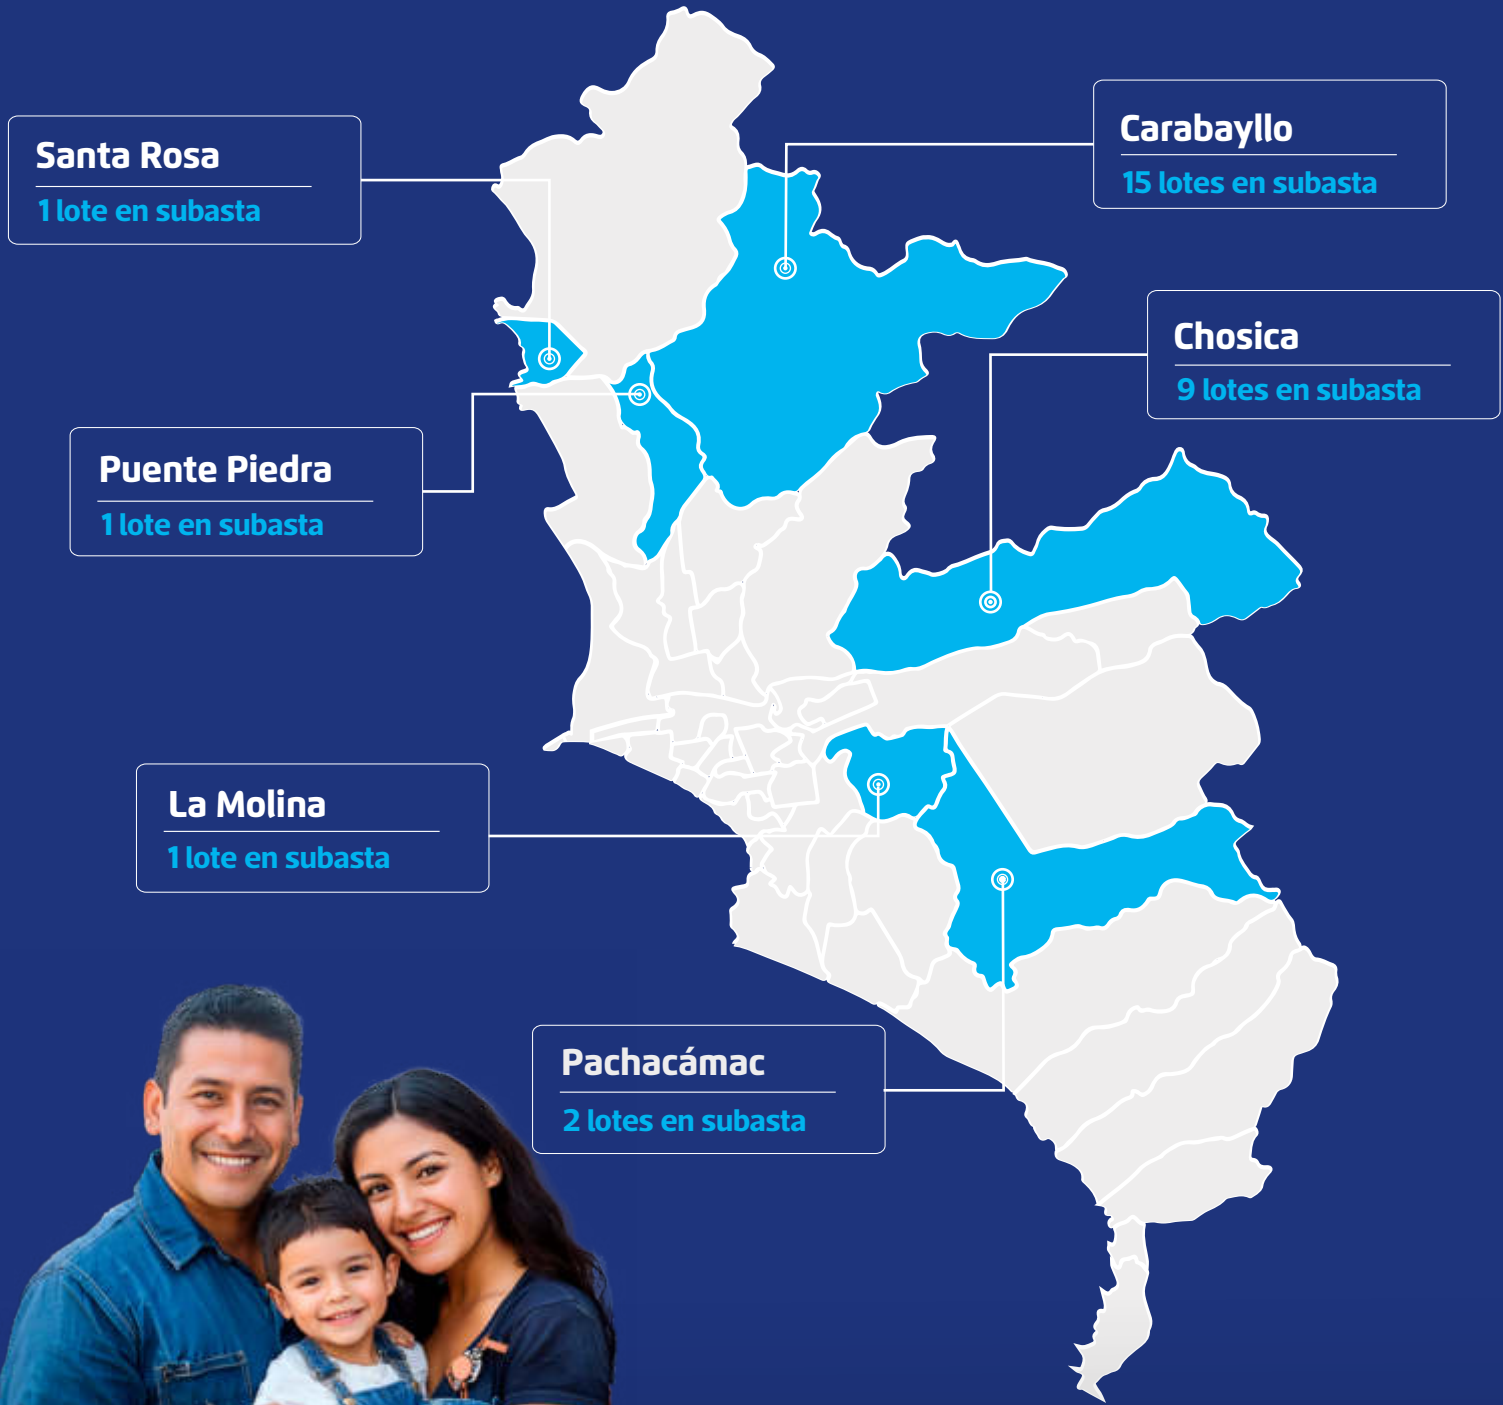 Santa Rosa
1 lote en subasta
Carabayllo
15 lotes en subasta
Chosica
9 lotes en subasta
Puente Piedra
1 lote en subasta
La Molina
1 lote en subasta
Pachacámac
2 lotes en subasta